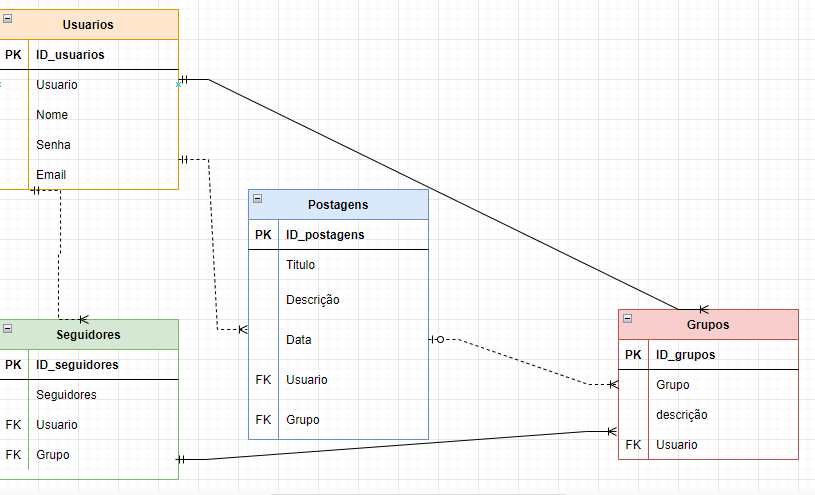 Usuarios
PK ID_usuarios
Usuario
Nome
Senha
Email
Postagens
PK ID_postagens
Titulo
Descrição
Data
FK Usuario
FK Grupo
Seguidores
PK ID_seguidores
Seguidores
FK Usuario
FK Grupo
Grupos
PK ID_grupos
Grupo
descrição
FK Usuario